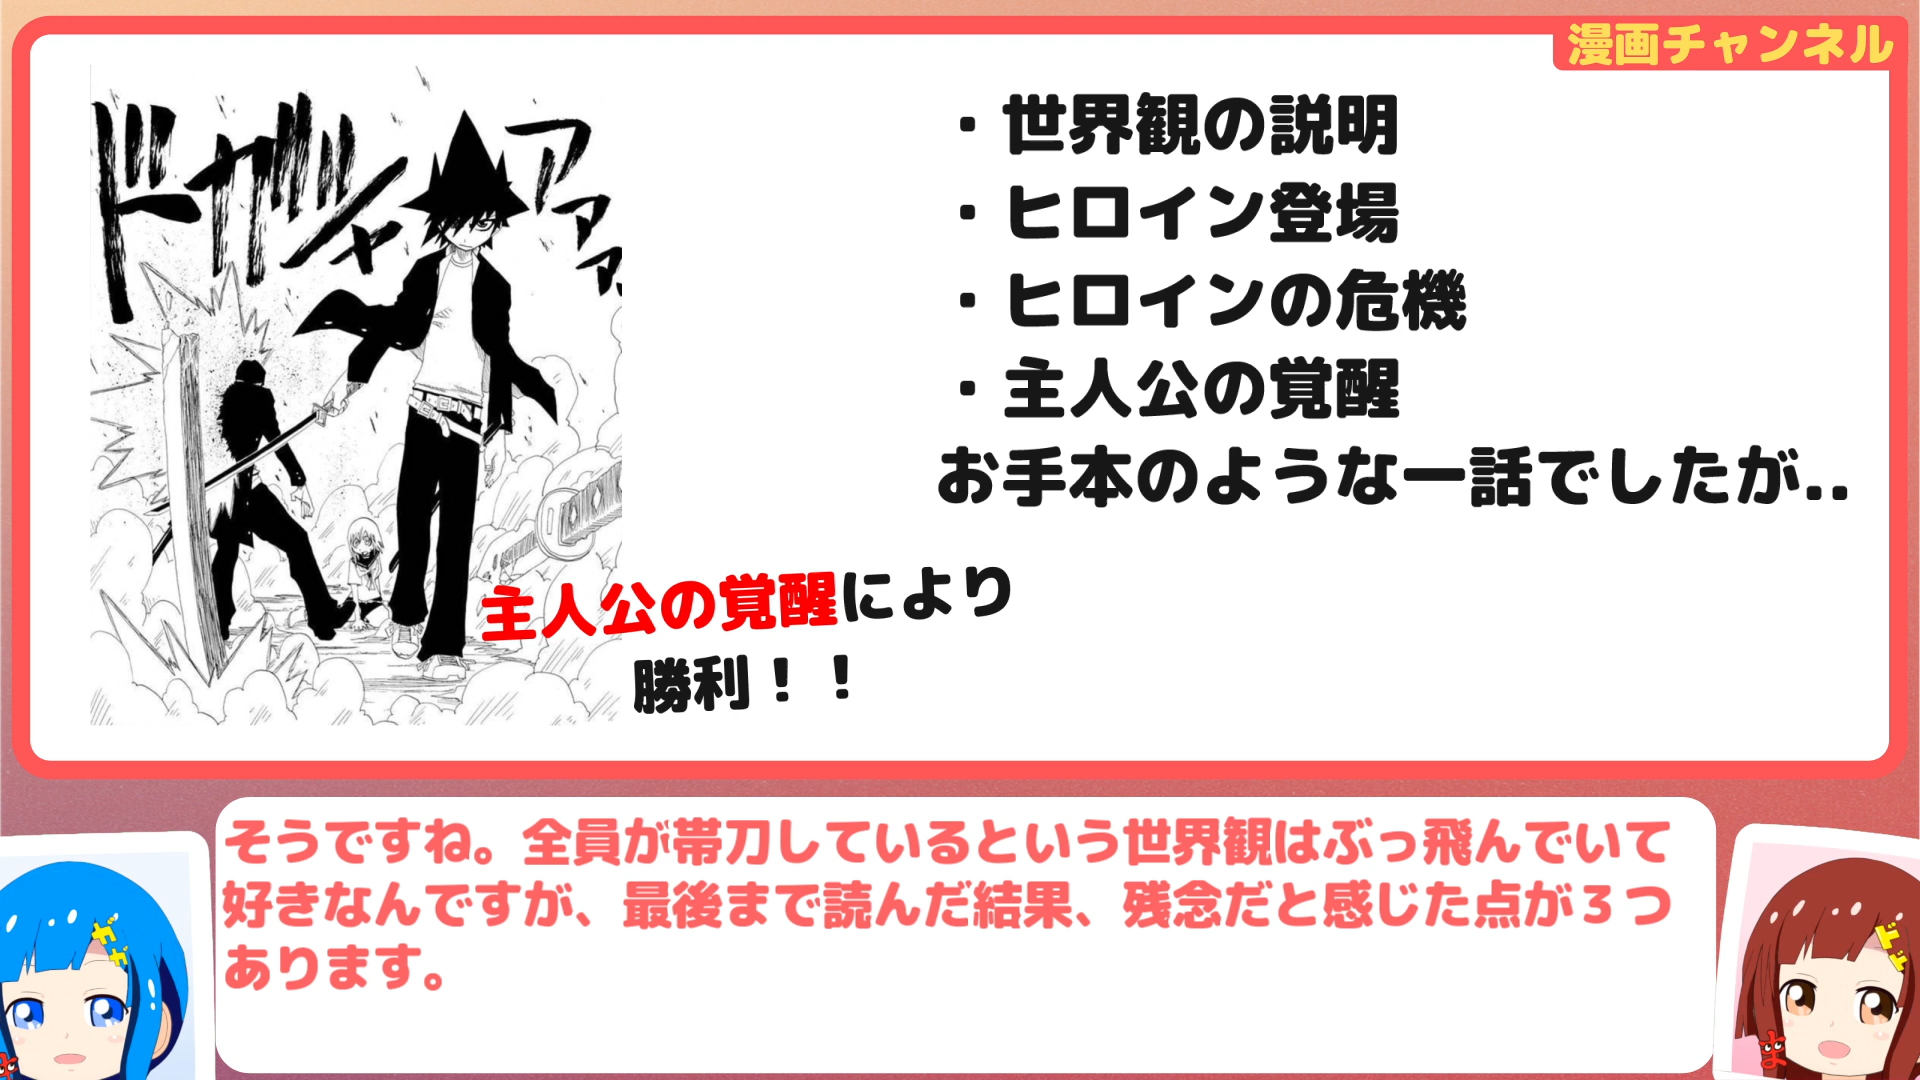 漫画チャンネル
ドガシャアアア
・世界観の説明
・ヒロイン登場
・ヒロインの危機
・主人公の覚醒
お手本のような一話でしたが..
主人公の覚醒により
勝利！！
そうですね。全員が帯刀しているという世界観はぶっ飛んでいて
好きなんですが、最後まで読んだ結果、残念だと感じた点が３つ
あります。